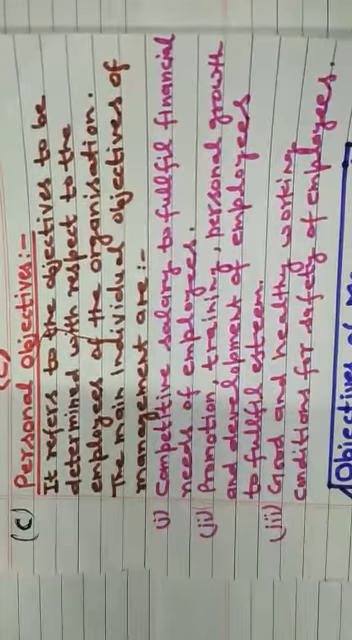 (C) Personal Objectives:-
It refers to the objectives to be
determined with respect to the
employees of the organisation.
The main individual objectives of
management are:-
(i) Competitive salary to fullfil financial
needs of employees.
(ii) Promotion, training, personal growth
and development of employees
to fullfil esteem.
(iii) Good and healthy working
conditions for safety of employees.
Objectives of